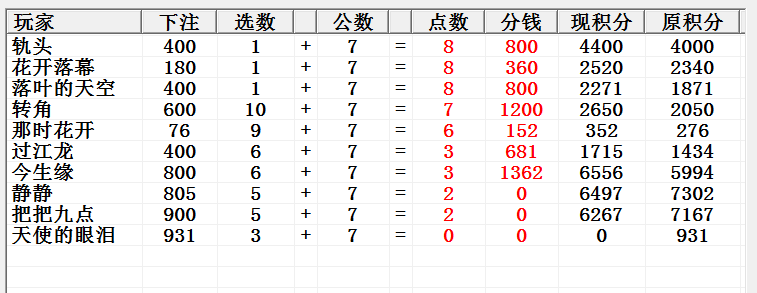 玩家 下注 选数 公数 点数 分钱 现积分 原积分
轨头 400 1 + 7 = 8 800 4400 4000
花开落幕 180 1 + 7 = 8 360 2520 2340
落叶的天空 400 1 + 7 = 8 800 2271 1871
转角 600 10 + 7 = 7 1200 2650 2050
那时花开 76 9 + 7 = 6 152 352 276
过江龙 400 6 + 7 = 3 681 1715 1434
今生缘 800 6 + 7 = 3 1362 6556 5994
静静 805 5 + 7 = 2 0 6497 7302
把把九点 900 5 + 7 = 2 0 6267 7167
天使的眼泪 931 3 + 7 = 0 0 0 931